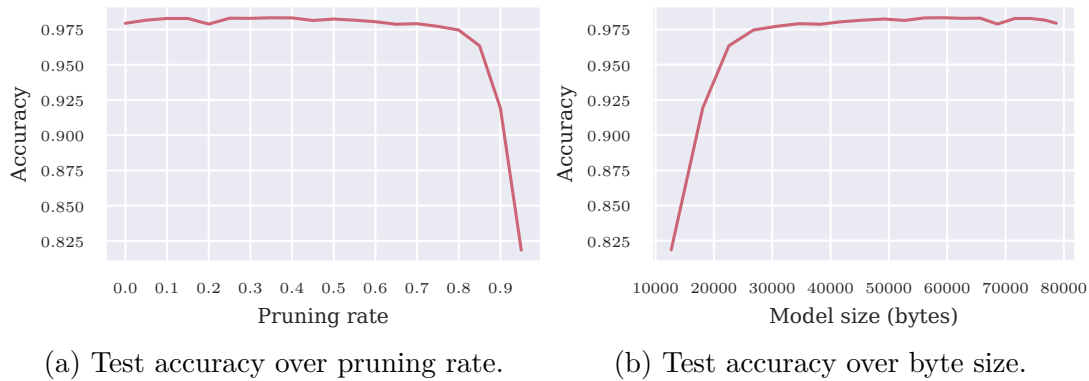 0.975
0.950
0.925
0.900
0.875
0.850
0.825
Accuracy
0.0 0.1 0.2 0.3 0.4 0.5 0.6 0.7 0.8 0.9
Pruning rate
(a) Test accuracy over pruning rate.
0.975
0.950
0.925
0.900
0.875
0.850
0.825
Accuracy
10000 20000 30000 40000 50000 60000 70000 80000
Model size (bytes)
(b) Test accuracy over byte size.